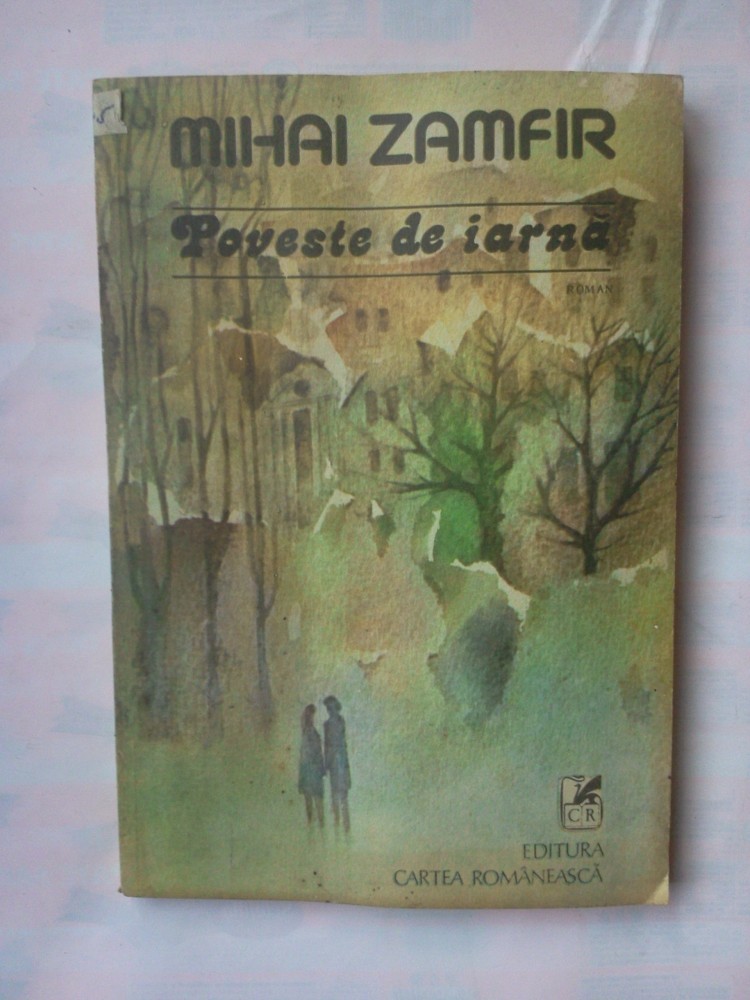 MIHAI ZAMFIR
Poveste de iarnă
ROMAN
CR
EDITURA
CARTEA ROMÂNEASCĂ